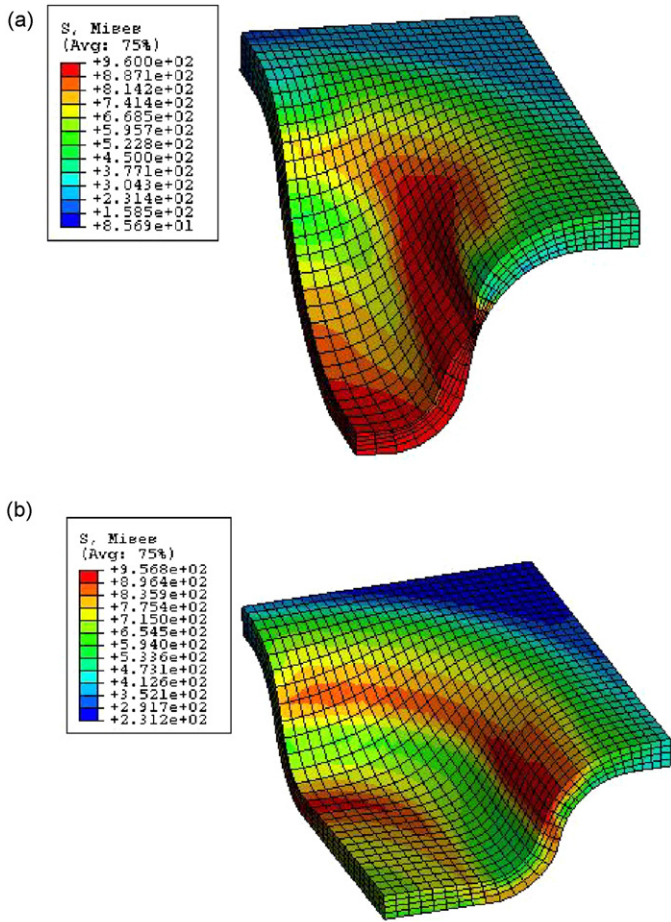 (a)
S, Mises
(Avg: 75%)
+9.600e+02
+8.871e+02
+8.142e+02
+7.414e+02
+6.685e+02
+5.957e+02
+5.228e+02
+4.500e+02
+3.771e+02
+3.043e+02
+2.314e+02
+1.585e+02
+8.569e+01
(b)
S, Mises
(Avg: 75%)
+9.568e+02
+8.964e+02
+8.359e+02
+7.754e+02
+7.150e+02
+6.545e+02
+5.940e+02
+5.336e+02
+4.731e+02
+4.126e+02
+3.521e+02
+2.917e+02
+2.312e+02